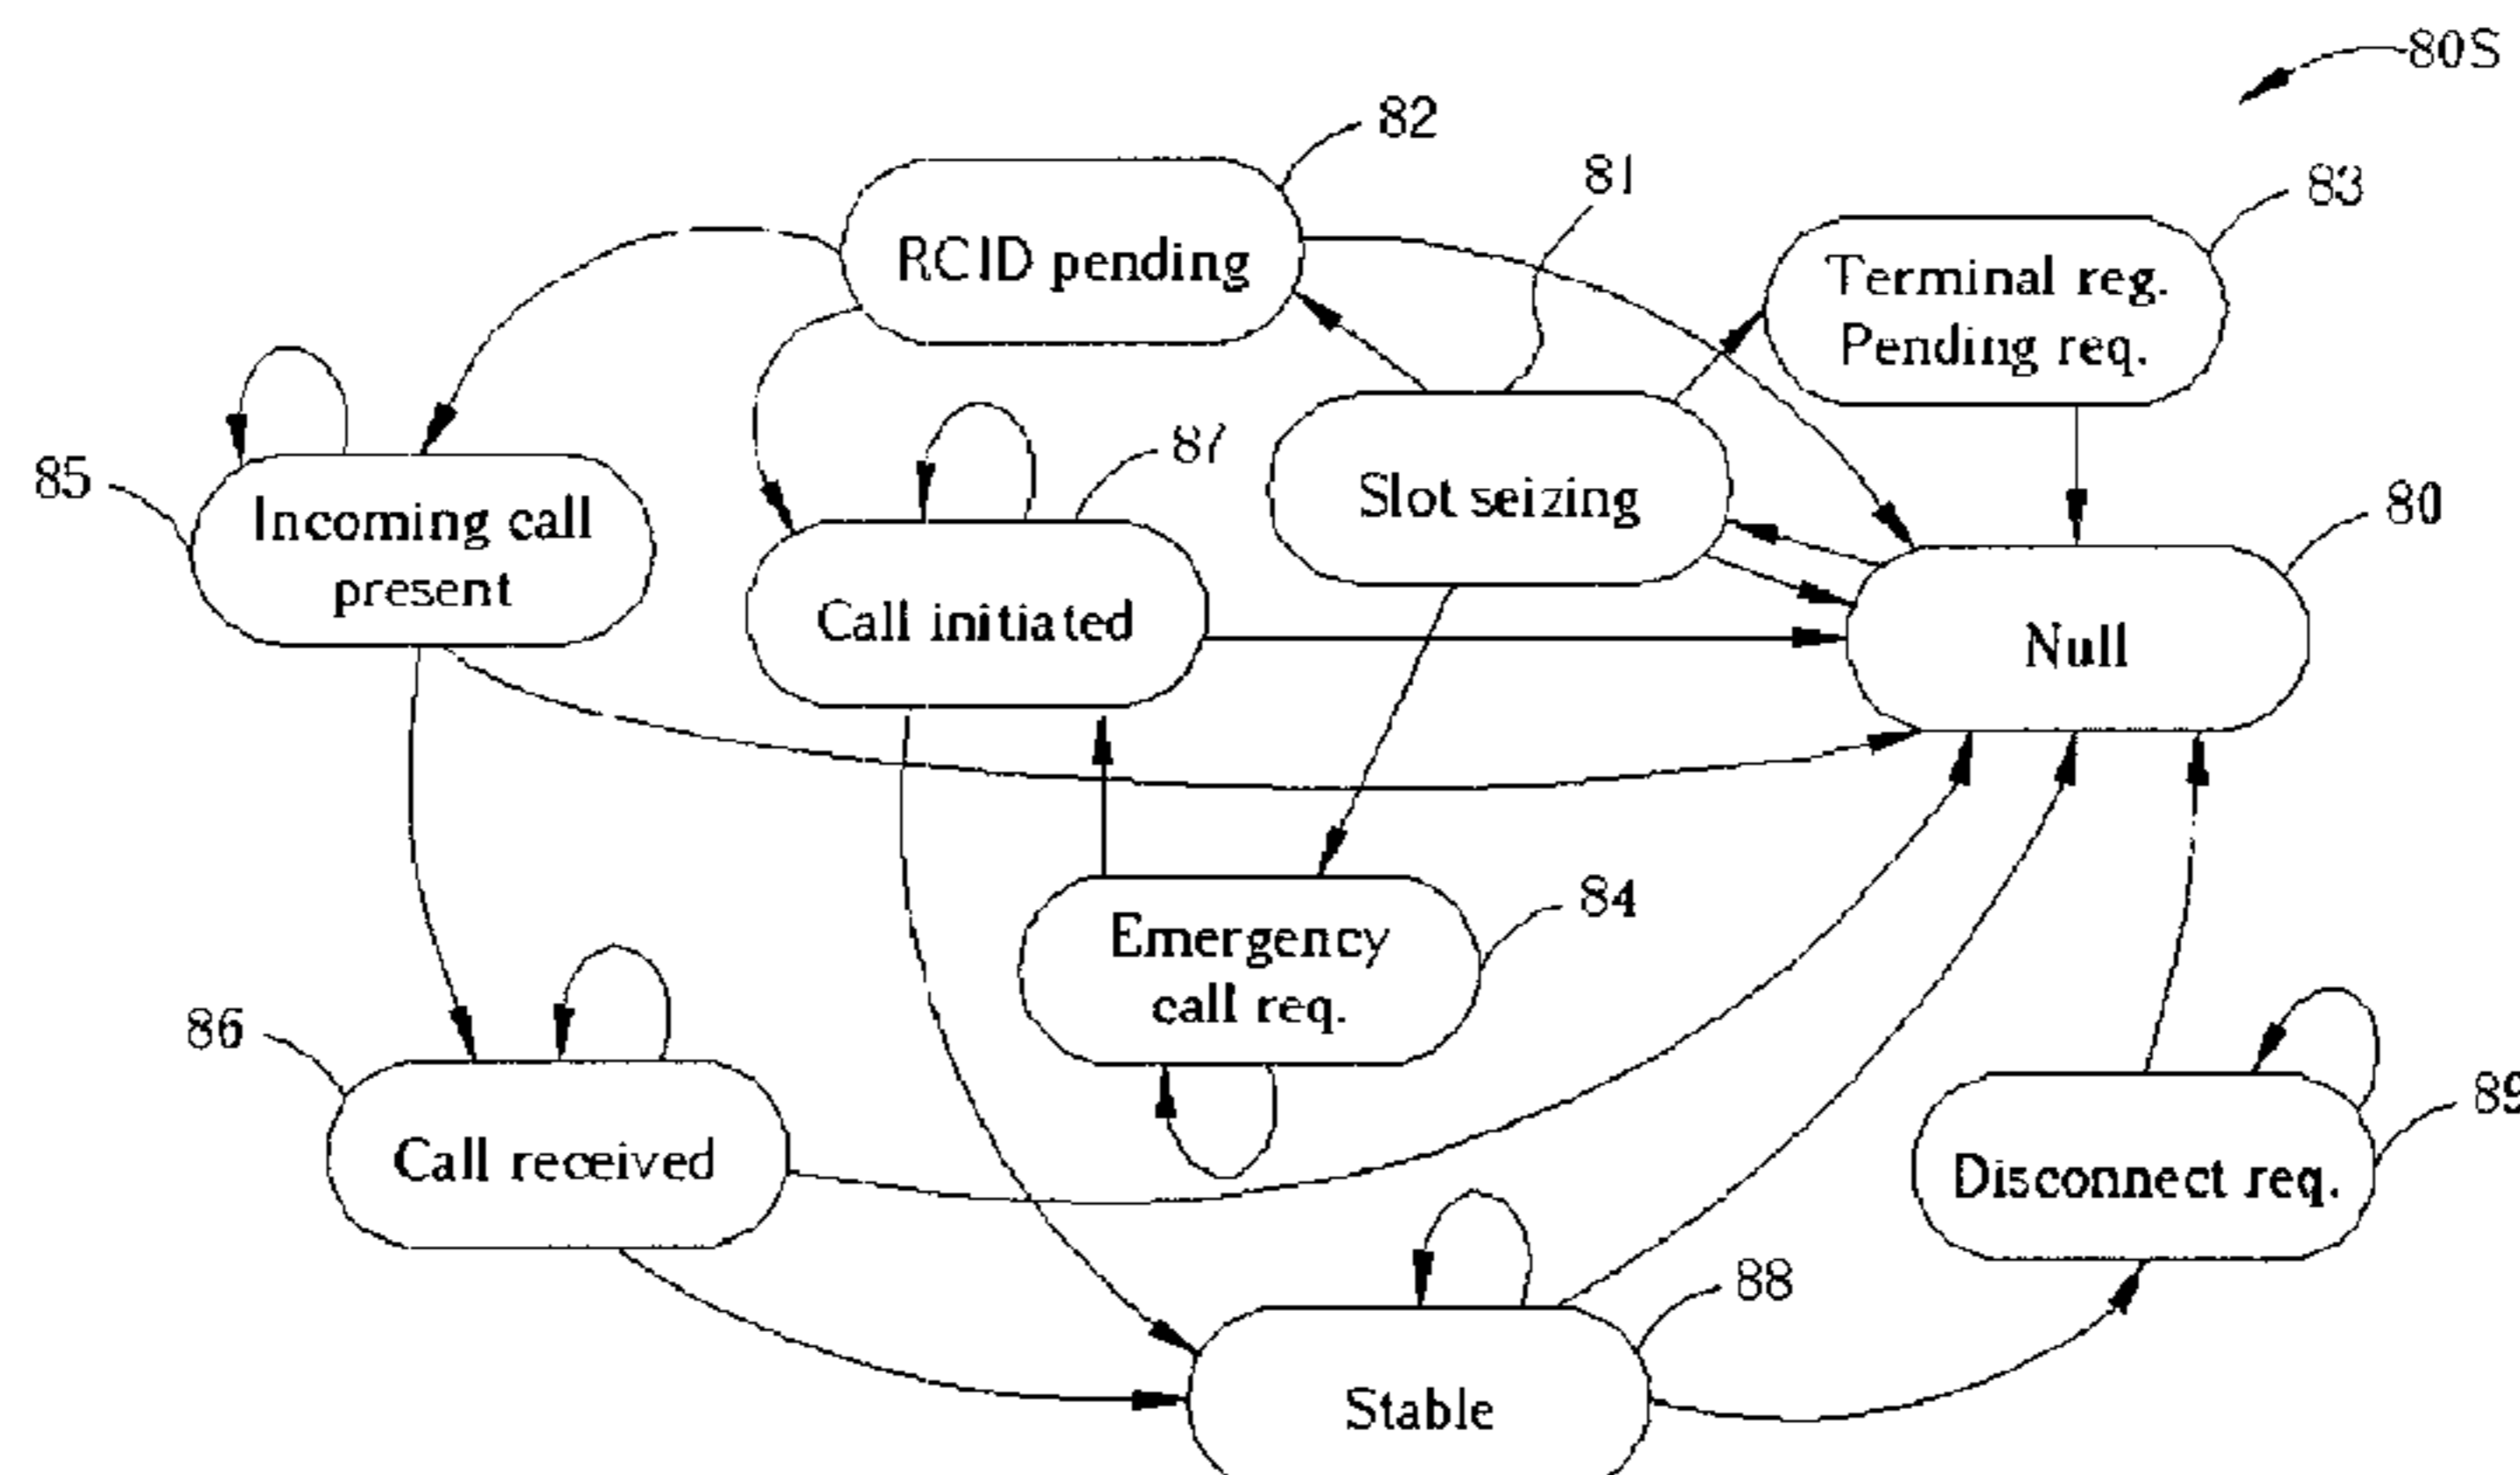 80S
82
81
83
RCID pending
Terminal reg.
Pending req.
87
85
Slot seizing
80
Incoming call
present
Call initiated
Null
84
Emergency
call req.
86
89
Call received
Disconnect req.
88
Stable